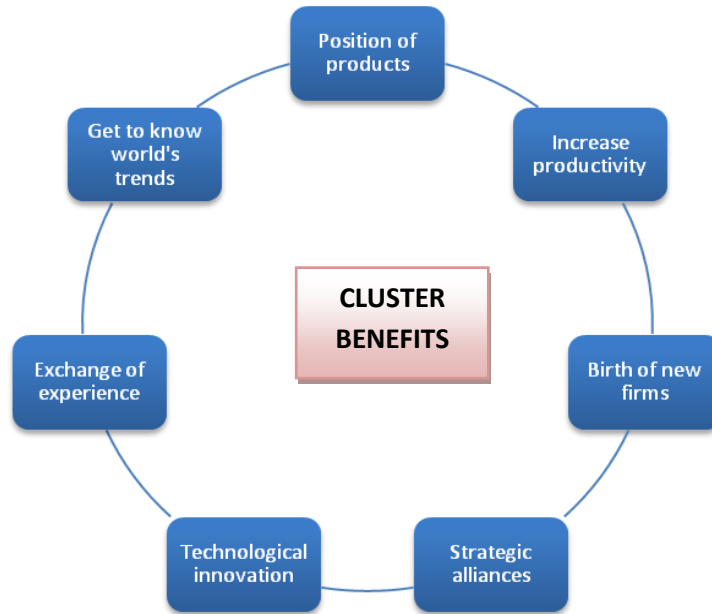 Position of
products
Increase
productivity
Birth of new
firms
Strategic
alliances
Technological
innovation
Exchange of
experience
Get to know
world's
trends
CLUSTER
BENEFITS